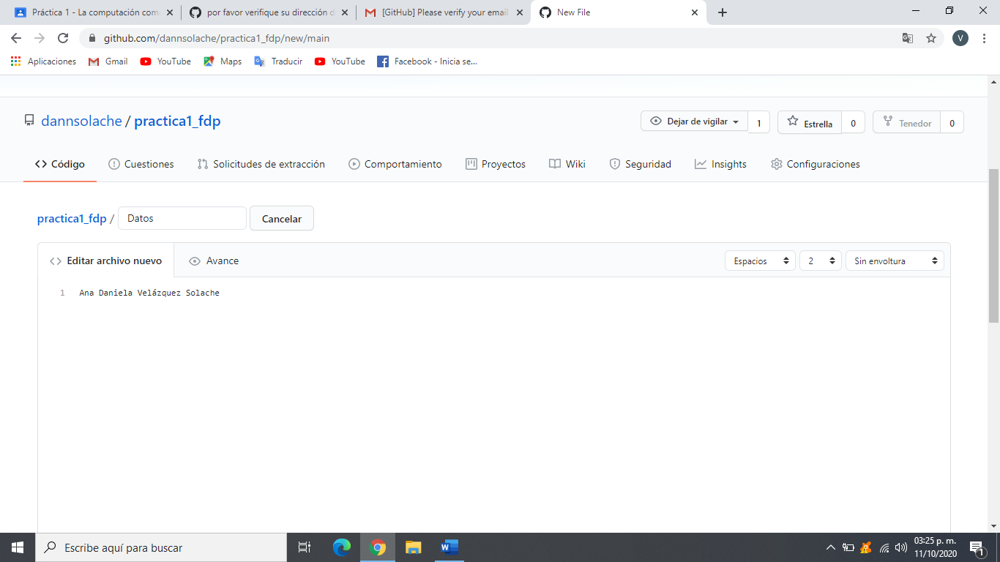 Práctica 1 - La computación com
por favor verifique su dirección d
[GitHub] Please verify your email
New File
github.com/dannsolache/practica1_fdp/new/main
V
Aplicaciones
Gmail
YouTube
Maps
Traducir
YouTube
Facebook - Inicia se...
dannsolache / practica1_fdp
Dejar de vigilar 1
Estrella 0
Tenedor 0
Código
Cuestiones
Solicitudes de extracción
Comportamiento
Proyectos
Wiki
Seguridad
Insights
Configuraciones
practica1_fdp / Datos Cancelar
Editar archivo nuevo
Avance
Espacios
2
Sin envoltura
1 Ana Daniela Velázquez Solache
Escribe aquí para buscar
03:25 p. m.
11/10/2020
1